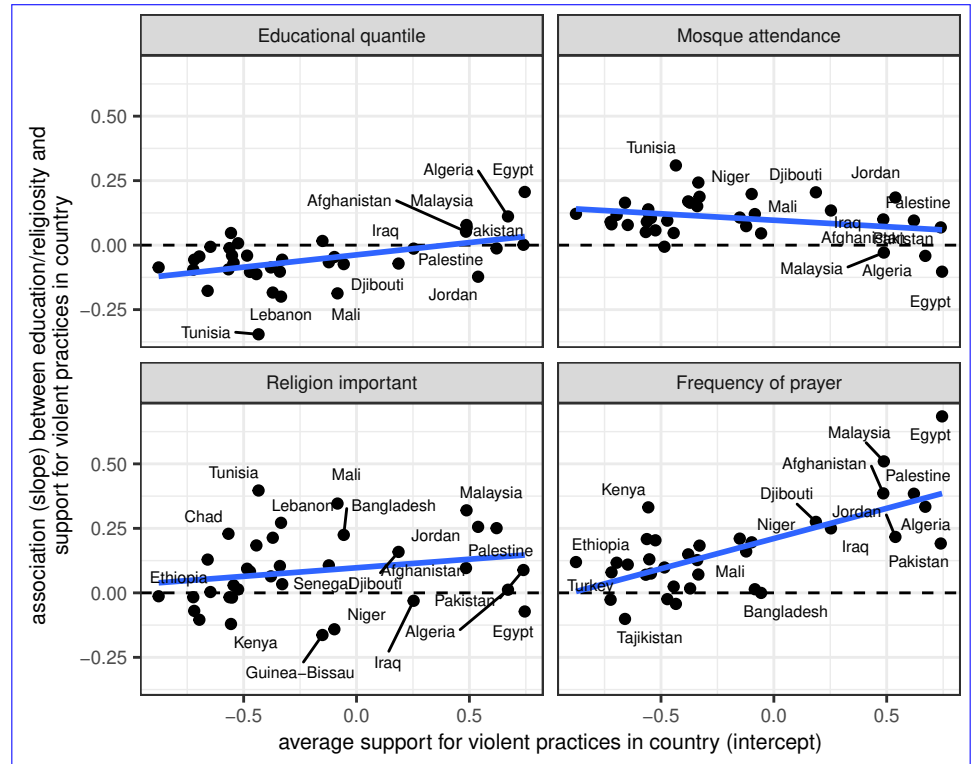 Educational quantile
Mosque attendance
association (slope) between education/religiosity and
support for violent practices in country
0.50
0.25
0.00
−0.25
Algeria
Egypt
Afghanistan
Malaysia
Iraq
Pakistan
Palestine
Djibouti
Jordan
Lebanon
Mali
Tunisia
Tunisia
Niger
Djibouti
Jordan
Mali
Palestine
Iraq
Afghanistan
Pakistan
Malaysia
Algeria
Egypt
Religion important
Frequency of prayer
0.50
0.25
0.00
−0.25
Tunisia
Mali
Chad
Lebanon
Bangladesh
Malaysia
Jordan
Palestine
Ethiopia
Senegal
Djibouti
Afghanistan
Kenya
Niger
Pakistan
Algeria
Egypt
Guinea−Bissau
Iraq
Malaysia
Egypt
Afghanistan
Palestine
Kenya
Djibouti
Jordan
Niger
Algeria
Ethiopia
Iraq
Pakistan
Turkey
Mali
Bangladesh
Tajikistan
−0.5
0.0
0.5
−0.5
0.0
0.5
average support for violent practices in country (intercept)